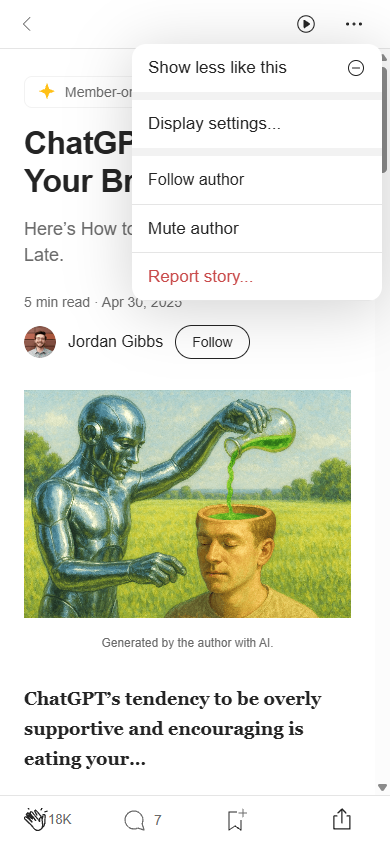 Show less like this
Display settings...
Follow author
Mute author
Report story...
Member-
ChatGP
Your
Here's How to
Late.
5 min read · Apr 30, 2025
Jordan Gibbs
Follow
Generated by the author with AI.
ChatGPT's tendency to be overly
supportive and encouraging is
eating your...
18K
7